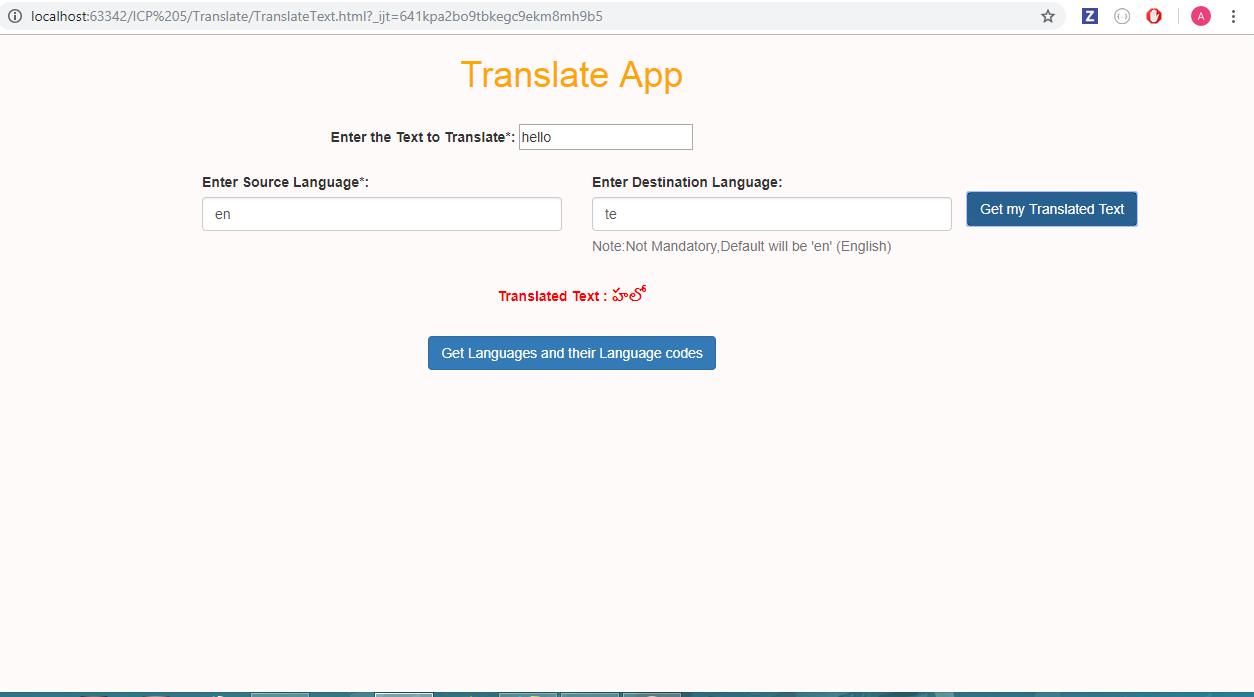 localhost:63342/ICP%205/Translate/TranslateText.html?_ijt=641kpa2bo9tbkegc9ekm8mh9b5
Z
A
Translate App
Enter the Text to Translate*: hello
Enter Source Language*:
Enter Destination Language:
en
te
Get my Translated Text
Note:Not Mandatory,Default will be 'en' (English)
Translated Text : హలో
Get Languages and their Language codes